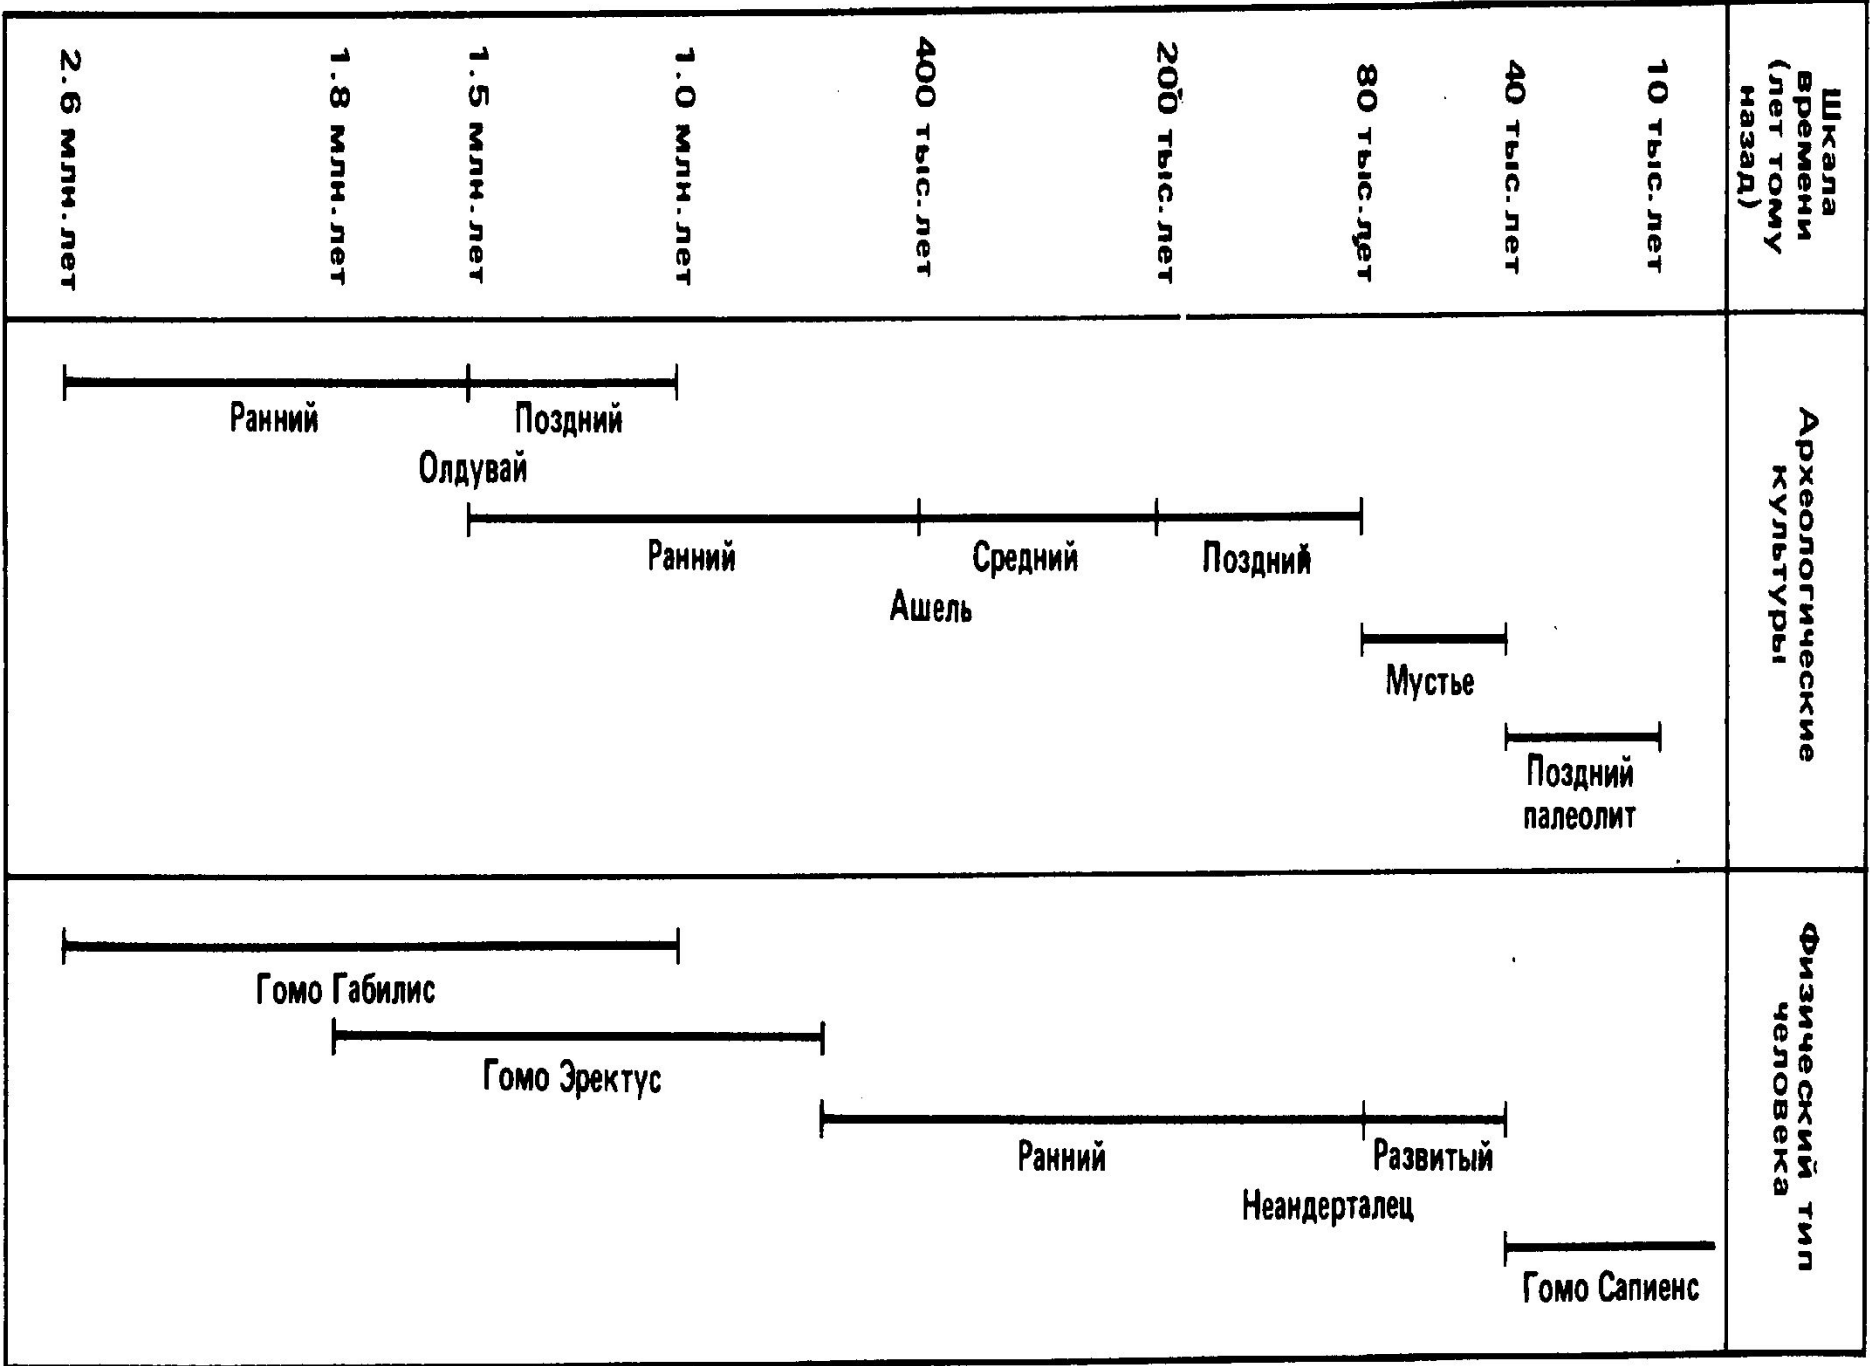 Шкала
времени
(лет тому
назад)
2.6 млн.лет
1.8 млн.лет
1.5 млн.лет
1.0 млн.лет
400 тыс.лет
200 тыс.лет
80 тыс.лет
40 тыс.лет
10 тыс.лет
Археологические
культуры
Ранний
Поздний
Олдувай
Ранний
Средний
Поздний
Ашель
Мустье
Поздний
палеолит
Физический тип
человека
Гомо Габилис
Гомо Эректус
Ранний
Развитый
Неандерталец
Гомо Сапиенс